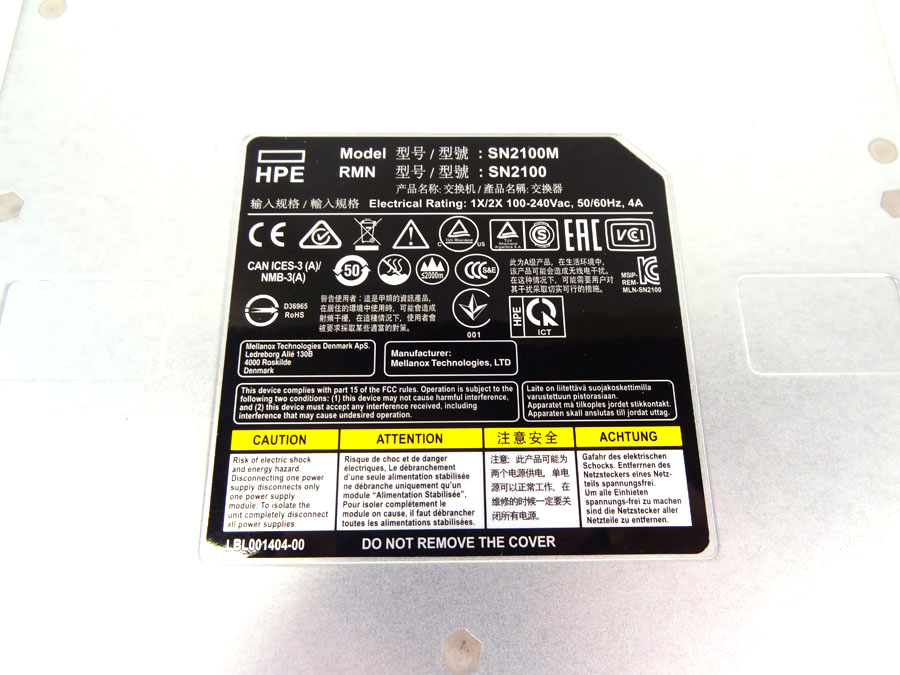 HPE
Model 型号 / 型號 : SN2100M
RMN 型号 / 型號 : SN2100
产品名称: 交换机 / 產品名稱: 交換器
输入规格 / 輸入規格 Electrical Rating: 1X/2X 100-240Vac, 50/60Hz, 4A
CE
TÜVRheinland
C US
TÜV
Rheinland
Argentina S.A.
S
EAC
VCCI
CAN ICES-3 (A)/
NMB-3(A)
50
≤2000m
CCC S&E
此为A级产品，在生活环境中，
该产品可能会造成无线电干扰。
在这种情况下，可能需要用户对
其干扰采取切实可行的措施。
MSIP-
REM-
MLN-SN2100
D36965
RoHS
警告使用者：這是甲類的資訊產品，
在居住的環境中使用時，可能會造成
射頻干擾，在這種情況下，使用者會
被要求採取某些適當的對策。
001
HPE
ICT
Mellanox Technologies Denmark ApS.
Ledreborg Allé 130B
4000 Roskilde
Denmark
Manufacturer:
Mellanox Technologies, LTD
This device complies with part 15 of the FCC rules. Operation is subject to the
following two conditions: (1) this device may not cause harmful interference,
and (2) this device must accept any interference received, including
interference that may cause undesired operation.
Laite on liitettävä suojakoskettimilla
varustettuun pistorasiaan.
Apparatet må tilkoples jordet stikkontakt.
Apparaten skall anslutas till jordat uttag.
CAUTION
Risk of electric shock
and energy hazard.
Disconnecting one power
supply disconnects only
one power supply
module. To isolate the
unit completely disconnect
all power supplies.
ATTENTION
Risque de choc et de danger
électriques, Le débranchement
d'une seule alimentation stabilisée
ne débranche uniquement qu'un
module “Alimentation Stabilisée”,
Pour isoler complétement le
module on cause, il faut débrancher
toutes les alimentations stabilisées.
注意安全
注意: 此产品可能为
两个电源供电，单电
源可以正常工作，在
维修的时候一定要关
闭所有电源。
ACHTUNG
Gafahr des elektrischen
Schocks. Entferrnen des
Netzsteckers eines Netz-
teils spannungsfrei.
Um alle Einhieten
spannungs-frei zu machen
sind die Netzstecker aller
Netzteile zu entfernen.
LBL001404-00
DO NOT REMOVE THE COVER